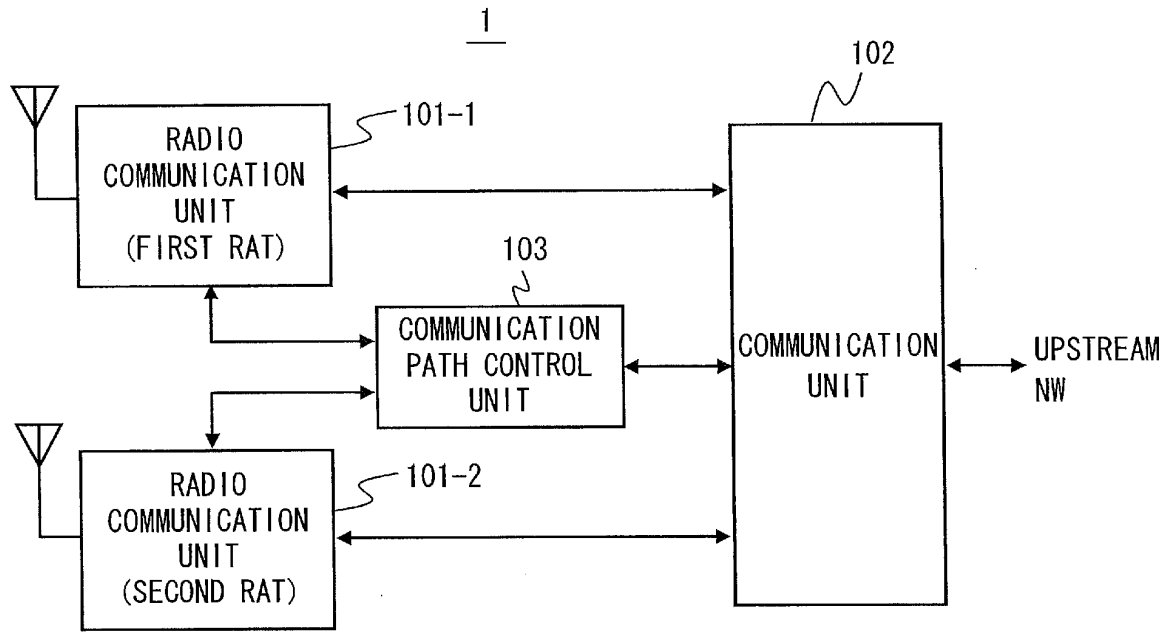 1
102
101-1
RADIO
COMMUNICATION
UNIT
(FIRST RAT)
103
COMMUNICATION
PATH CONTROL
UNIT
COMMUNICATION
UNIT
UPSTREAM
NW
101-2
RADIO
COMMUNICATION
UNIT
(SECOND RAT)